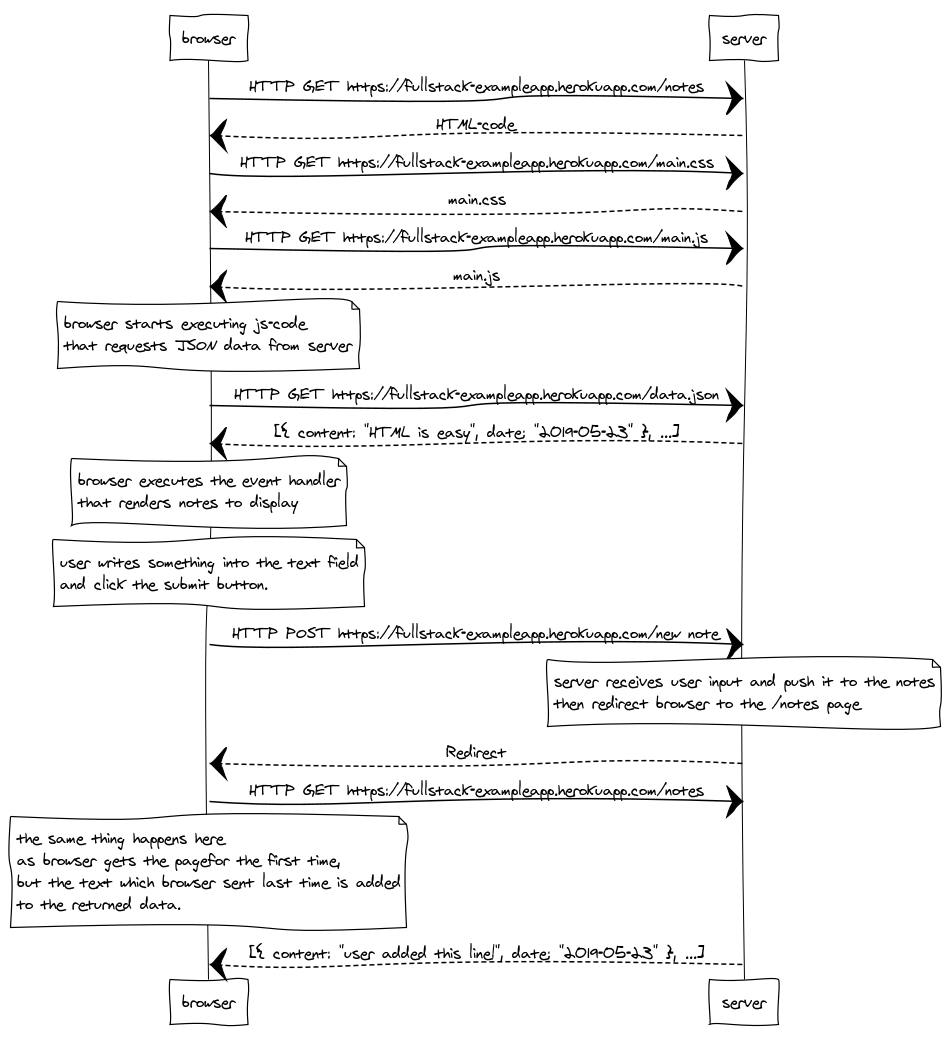 browser
server
HTTP GET https://fullstack-exampleapp.herokuapp.com/notes
HTML-code
HTTP GET https://fullstack-exampleapp.herokuapp.com/main.css
main.css
HTTP GET https://fullstack-exampleapp.herokuapp.com/main.js
main.js
browser starts executing js-code
that requests JSON data from server
HTTP GET https://fullstack-exampleapp.herokuapp.com/data.json
[{ content: "HTML is easy", date: "2019-05-23" }, ...]
browser executes the event handler
that renders notes to display
user writes something into the text field
and click the submit button.
HTTP POST https://fullstack-exampleapp.herokuapp.com/new note
server receives user input and push it to the notes
then redirect browser to the /notes page
Redirect
HTTP GET https://fullstack-exampleapp.herokuapp.com/notes
the same thing happens here
as browser gets the pagefor the first time,
but the text which browser sent last time is added
to the returned data.
[{ content: "user added this line!", date: "2019-05-23" }, ...]
browser
server